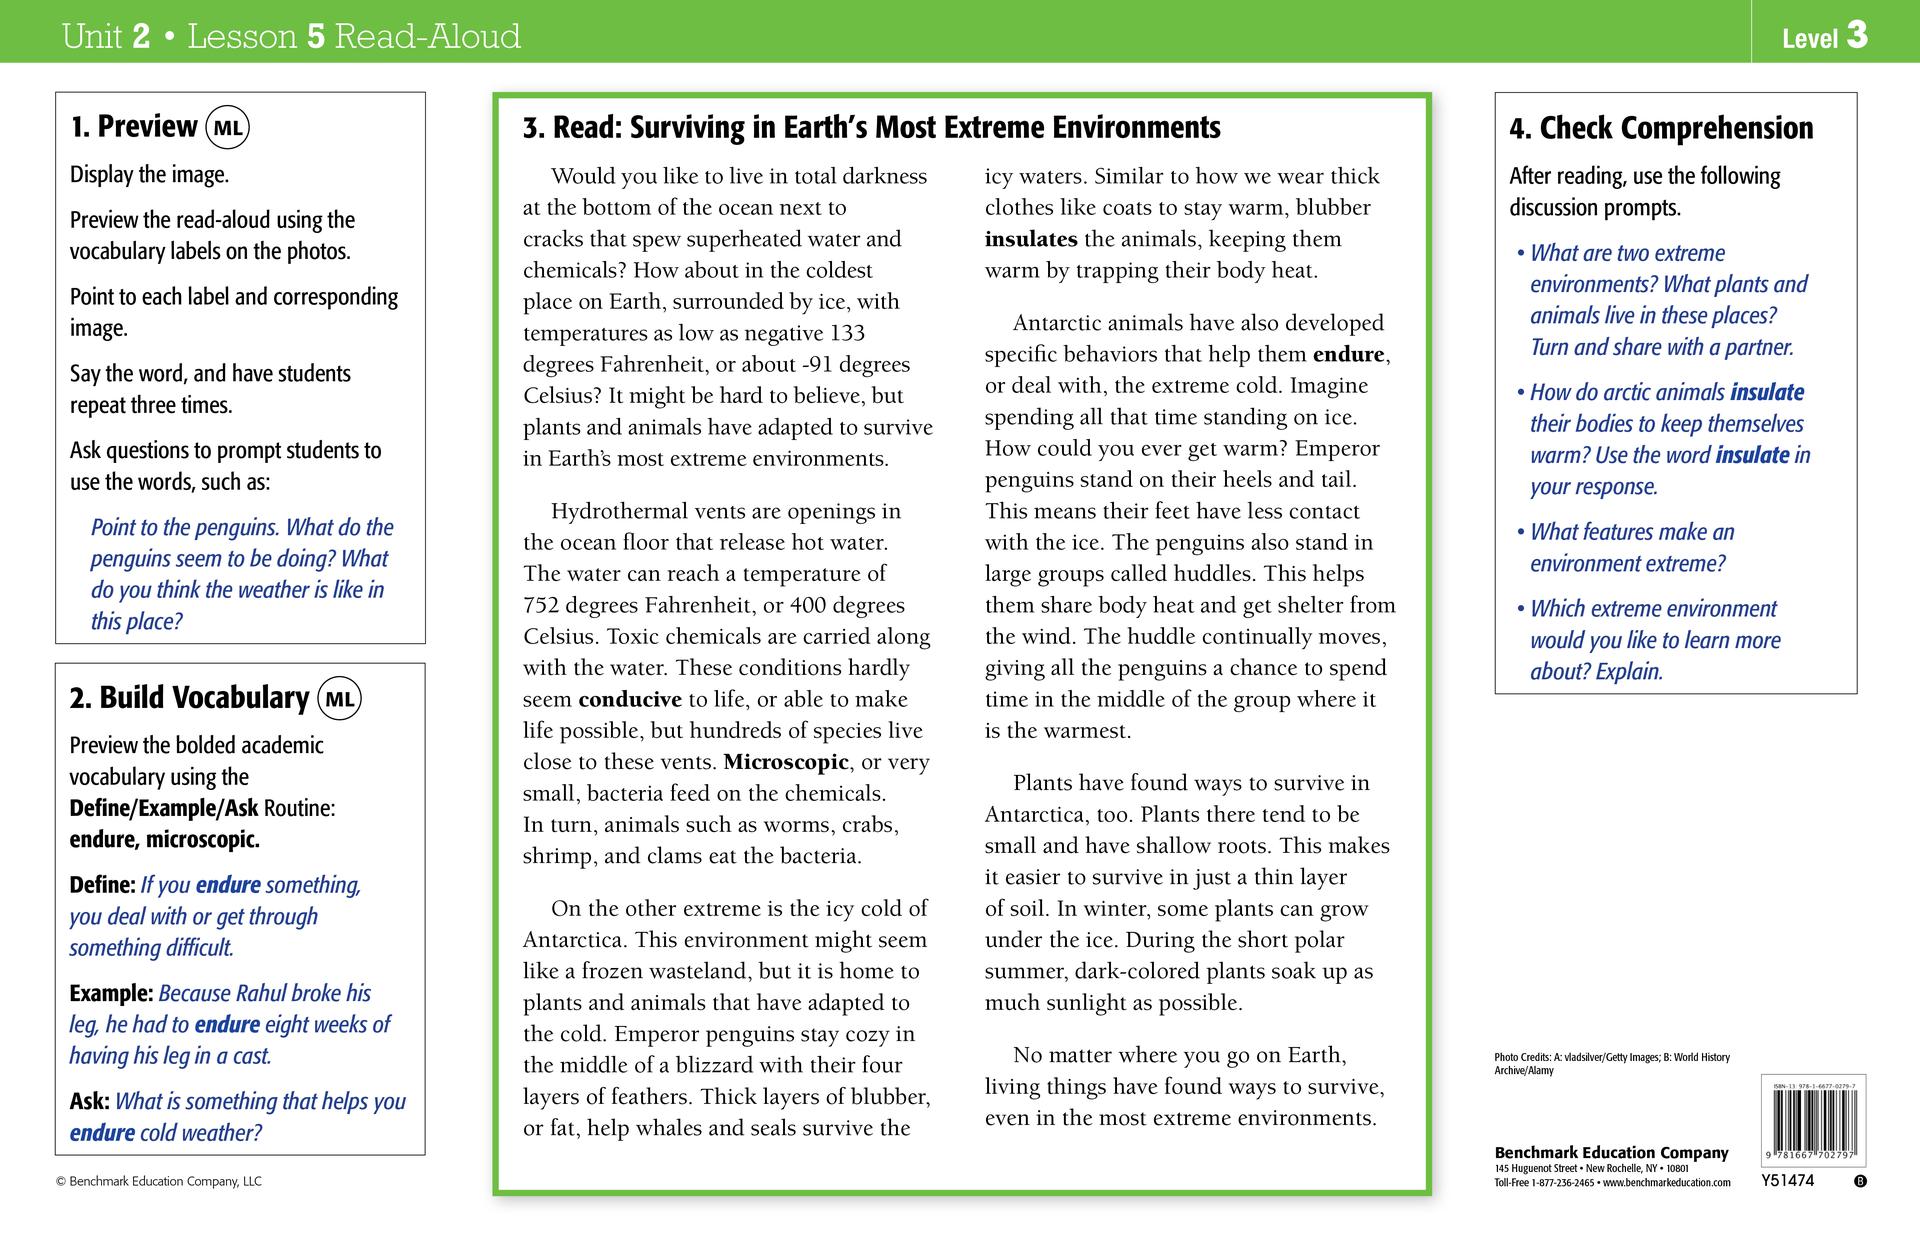 Unit 2 • Lesson 5 Read-Aloud
Level 3
1. Preview ML
Display the image.
Preview the read-aloud using the
vocabulary labels on the photos.
Point to each label and corresponding
image.
Say the word, and have students
repeat three times.
Ask questions to prompt students to
use the words, such as:
Point to the penguins. What do the
penguins seem to be doing? What
do you think the weather is like in
this place?
2. Build Vocabulary ML
Preview the bolded academic
vocabulary using the
Define/Example/Ask Routine:
endure, microscopic.
Define: If you endure something,
you deal with or get through
something difficult.
Example: Because Rahul broke his
leg, he had to endure eight weeks of
having his leg in a cast.
Ask: What is something that helps you
endure cold weather?
© Benchmark Education Company, LLC
3. Read: Surviving in Earth's Most Extreme Environments
Would you like to live in total darkness
at the bottom of the ocean next to
cracks that spew superheated water and
chemicals? How about in the coldest
place on Earth, surrounded by ice, with
temperatures as low as negative 133
degrees Fahrenheit, or about -91 degrees
Celsius? It might be hard to believe, but
plants and animals have adapted to survive
in Earth's most extreme environments.
Hydrothermal vents are openings in
the ocean floor that release hot water.
The water can reach a temperature of
752 degrees Fahrenheit, or 400 degrees
Celsius. Toxic chemicals are carried along
with the water. These conditions hardly
seem conducive to life, or able to make
life possible, but hundreds of species live
close to these vents. Microscopic, or very
small, bacteria feed on the chemicals.
In turn, animals such as worms, crabs,
shrimp, and clams eat the bacteria.
On the other extreme is the icy cold of
Antarctica. This environment might seem
like a frozen wasteland, but it is home to
plants and animals that have adapted to
the cold. Emperor penguins stay cozy in
the middle of a blizzard with their four
layers of feathers. Thick layers of blubber,
or fat, help whales and seals survive the
icy waters. Similar to how we wear thick
clothes like coats to stay warm, blubber
insulates the animals, keeping them
warm by trapping their body heat.
Antarctic animals have also developed
specific behaviors that help them endure,
or deal with, the extreme cold. Imagine
spending all that time standing on ice.
How could you ever get warm? Emperor
penguins stand on their heels and tail.
This means their feet have less contact
with the ice. The penguins also stand in
large groups called huddles. This helps
them share body heat and get shelter from
the wind. The huddle continually moves,
giving all the penguins a chance to spend
time in the middle of the group where it
is the warmest.
Plants have found ways to survive in
Antarctica, too. Plants there tend to be
small and have shallow roots. This makes
it easier to survive in just a thin layer
of soil. In winter, some plants can grow
under the ice. During the short polar
summer, dark-colored plants soak up as
much sunlight as possible.
No matter where you go on Earth,
living things have found ways to survive,
even in the most extreme environments.
4. Check Comprehension
After reading, use the following
discussion prompts.
• What are two extreme
environments? What plants and
animals live in these places?
Turn and share with a partner.
• How do arctic animals insulate
their bodies to keep themselves
warm? Use the word insulate in
your response.
• What features make an
environment extreme?
• Which extreme environment
would you like to learn more
about? Explain.
Photo Credits: A: vladsilver/Getty Images; B: World History
Archive/Alamy
Benchmark Education Company
145 Huguenot Street • New Rochelle, NY • 10801
Toll-Free 1-877-236-2465 • www.benchmarkeducation.com
ISBN-13 978-1-6677-0279-7
9 781667 702797
Y51474
B